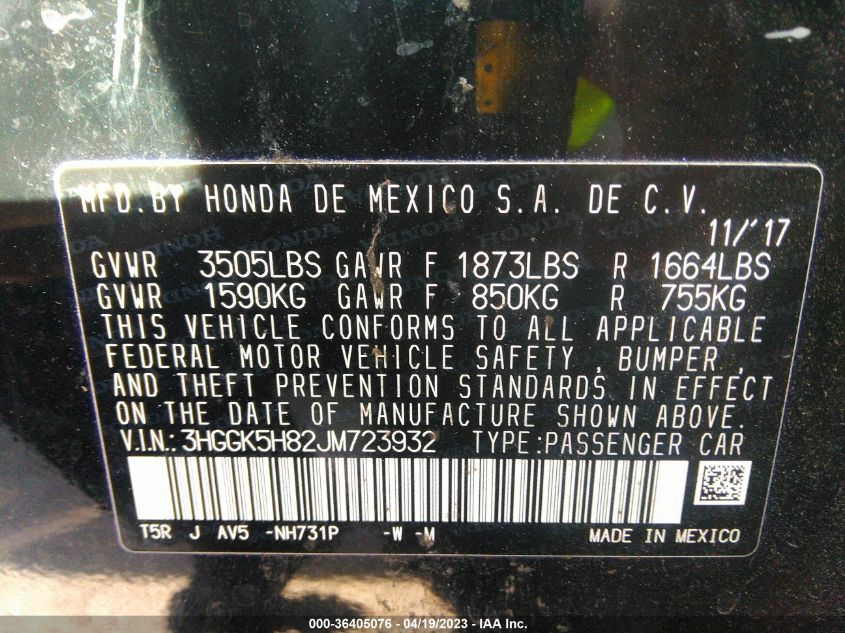 MFD.BY HONDA DE MEXICO S.A. DE C.V.
11/'17
GVWR 3505LBS GAWR F 1873LBS R 1664LBS
GVWR 1590KG GAWR F 850KG R 755KG
THIS VEHICLE CONFORMS TO ALL APPLICABLE
FEDERAL MOTOR VEHICLE SAFETY , BUMPER ,
AND THEFT PREVENTION STANDARDS IN EFFECT
ON THE DATE OF MANUFACTURE SHOWN ABOVE.
V.I.N.: 3HGGK5H82JM723932 TYPE:PASSENGER CAR
T5R J AV5 -NH731P -W -M MADE IN MEXICO
000-36405076 - 04/19/2023 - IAA Inc.